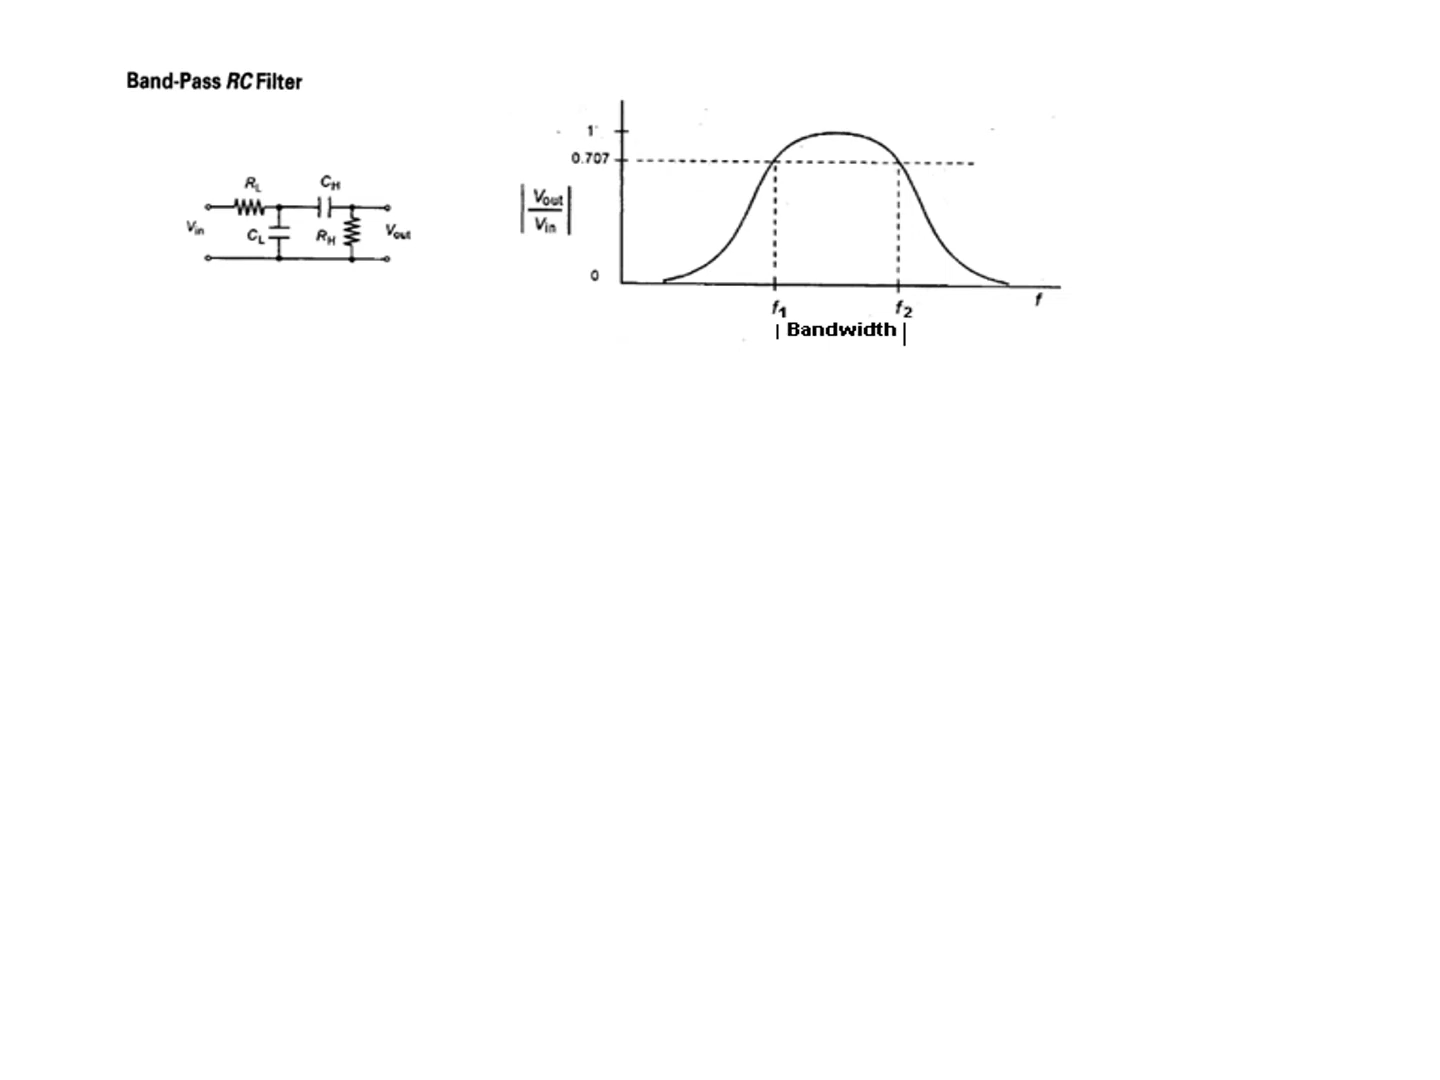 Band-Pass RC Filter
RL
CH
Vin
CL
RH
Vout
1
0.707
Vout
Vin
0
f1
f2
f
| Bandwidth |